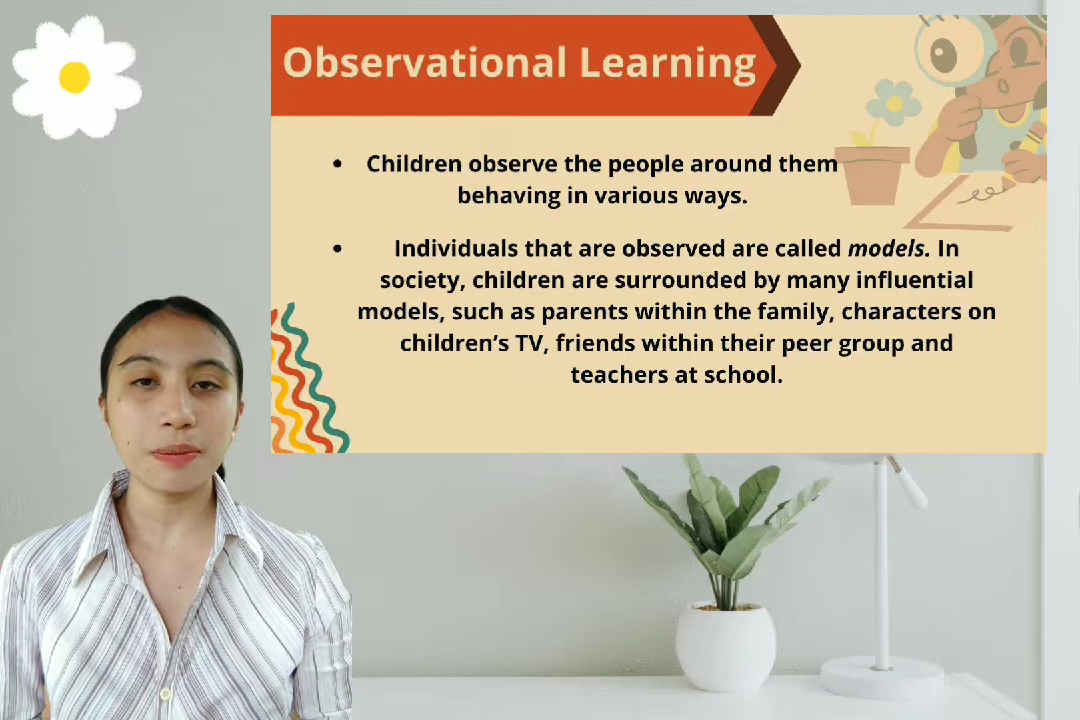 Observational Learning
• Children observe the people around them
behaving in various ways.
• Individuals that are observed are called models. In
society, children are surrounded by many influential
models, such as parents within the family, characters on
children’s TV, friends within their peer group and
teachers at school.